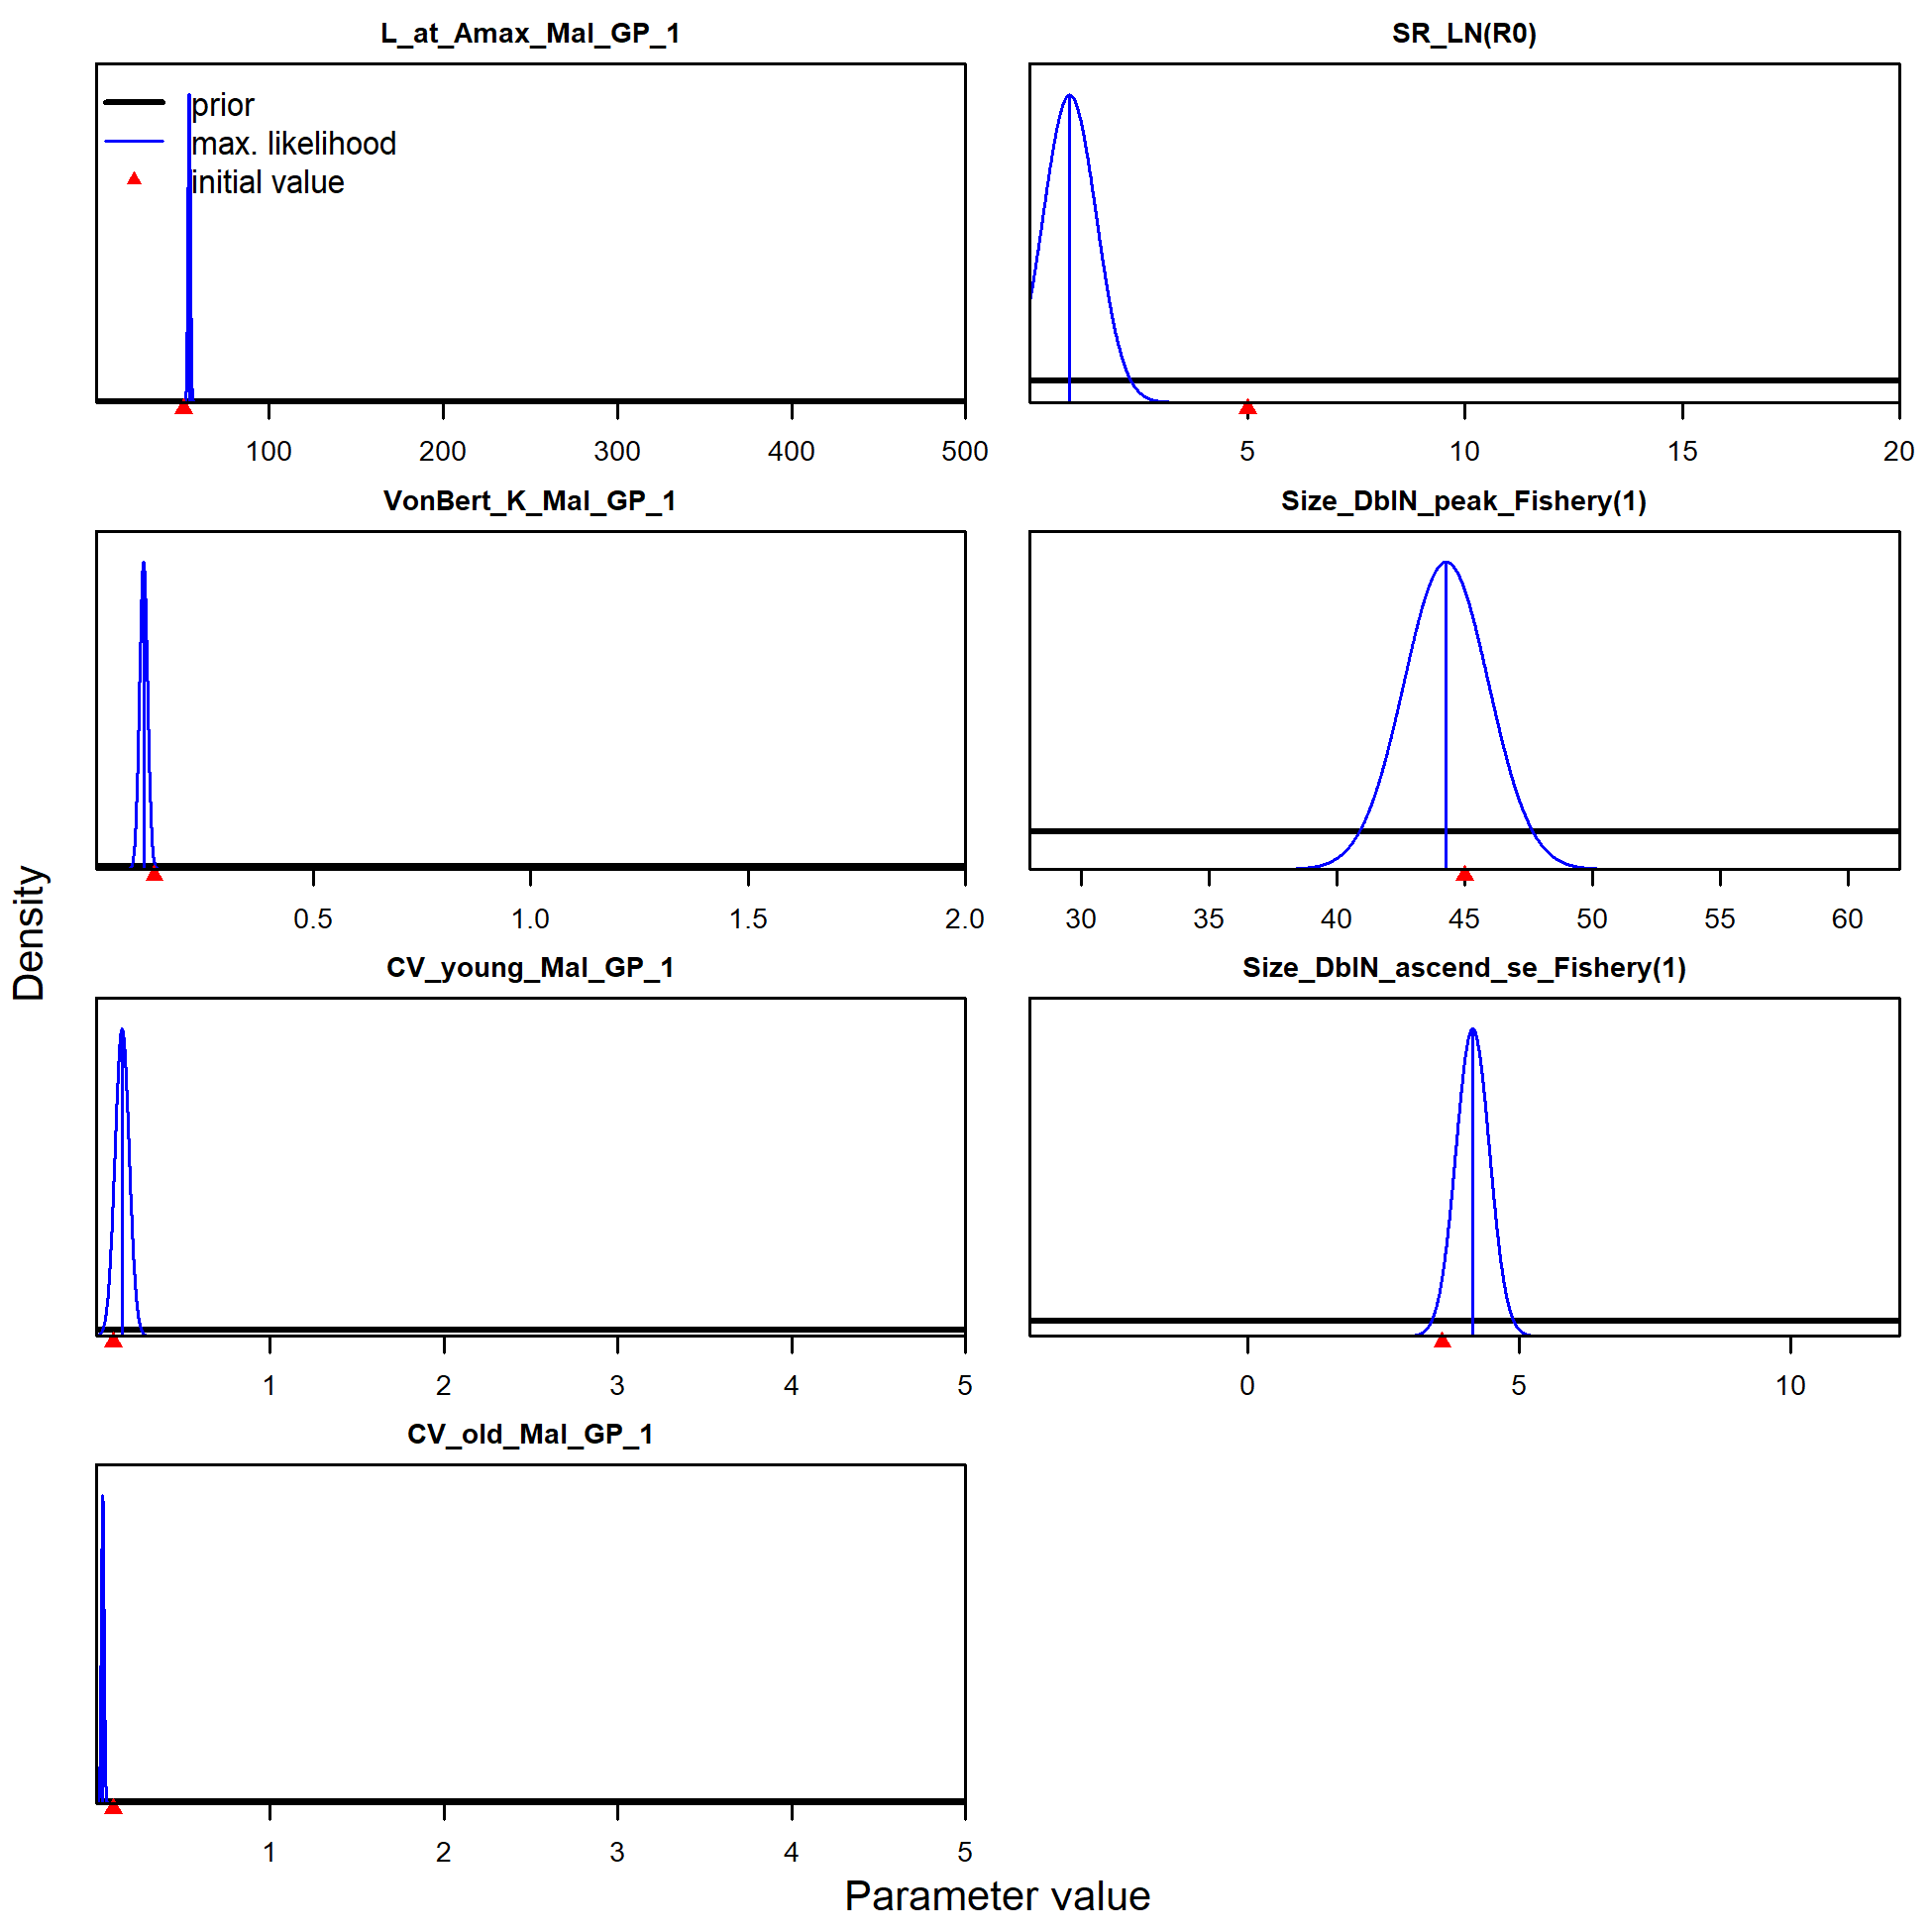 L_at_Amax_Mal_GP_1
prior
max. likelihood
initial value
100 200 300 400 500
SR_LN(R0)
5 10 15 20
VonBert_K_Mal_GP_1
0.5 1.0 1.5 2.0
Size_DblN_peak_Fishery(1)
30 35 40 45 50 55 60
CV_young_Mal_GP_1
1 2 3 4 5
Size_DblN_ascend_se_Fishery(1)
0 5 10
CV_old_Mal_GP_1
1 2 3 4 5
Density
Parameter value